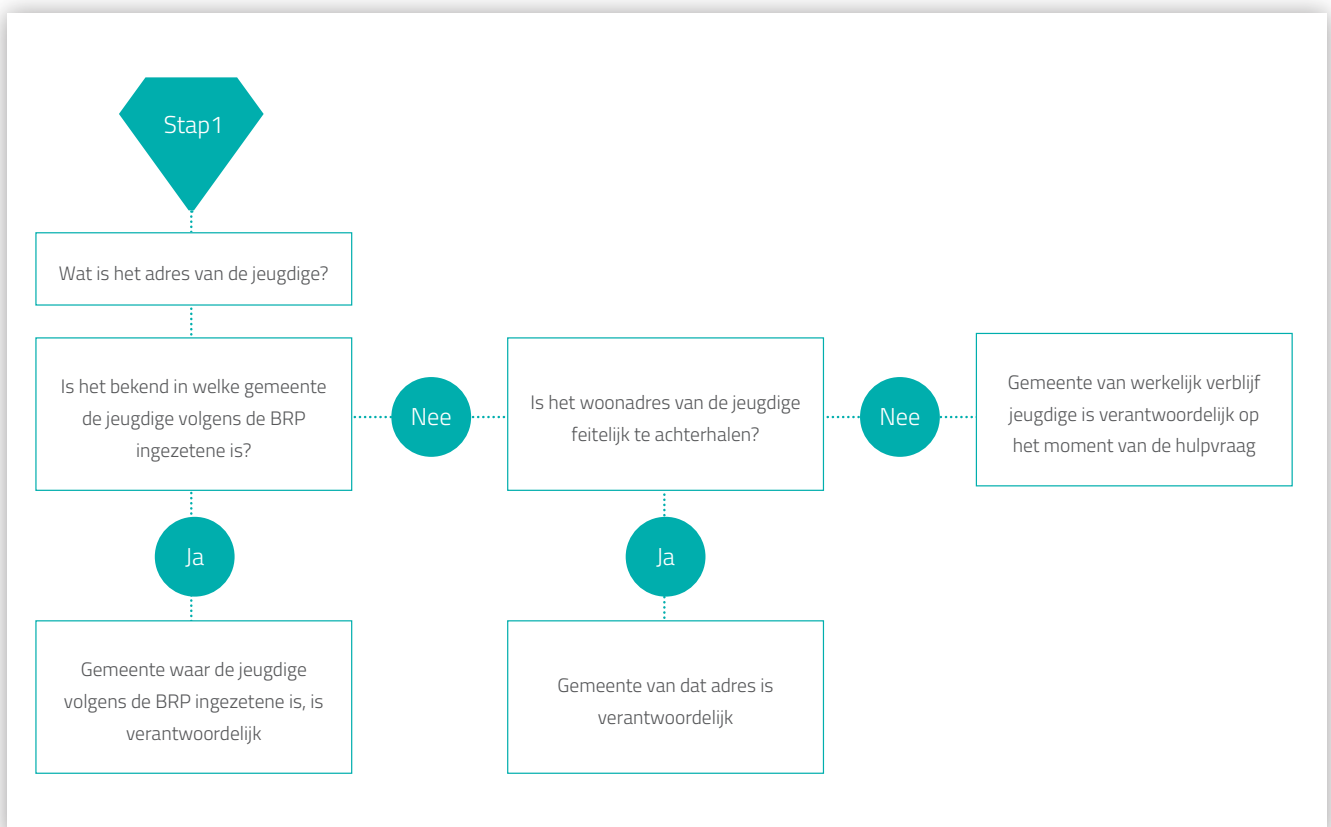 Stap1
Wat is het adres van de jeugdige?
Is het bekend in welke gemeente
de jeugdige volgens de BRP
ingezetene is?
Nee
Is het woonadres van de jeugdige
feitelijk te achterhalen?
Nee
Gemeente van werkelijk verblijf
jeugdige is verantwoordelijk op
het moment van de hulpvraag
Ja
Ja
Gemeente waar de jeugdige
volgens de BRP ingezetene is, is
verantwoordelijk
Gemeente van dat adres is
verantwoordelijk